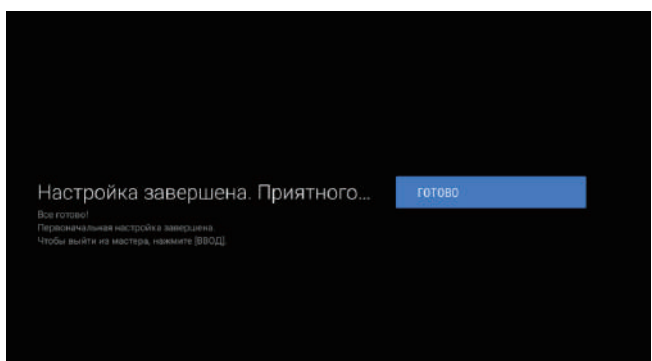 Настройка завершена. Приятного...
ГОТОВО
Все готово!
Первоначальная настройка завершена.
Чтобы выйти из мастера, нажмите [ВВОД].